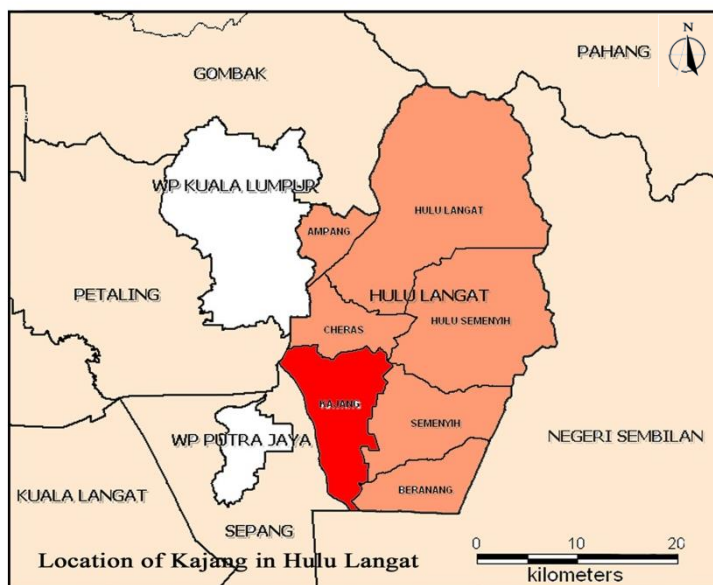 PAHANG
N
GOMBAK
WP KUALA LUMPUR
HULU LANGAT
AMPANG
PETALING
HULU LANGAT
HULU SEMENYIH
CHERAS
KAJANG
SEMENYIH
WP PUTRA JAYA
NEGERI SEMBILAN
BERANANG
KUALA LANGAT
SEPANG
0 10 20
kilometers
Location of Kajang in Hulu Langat